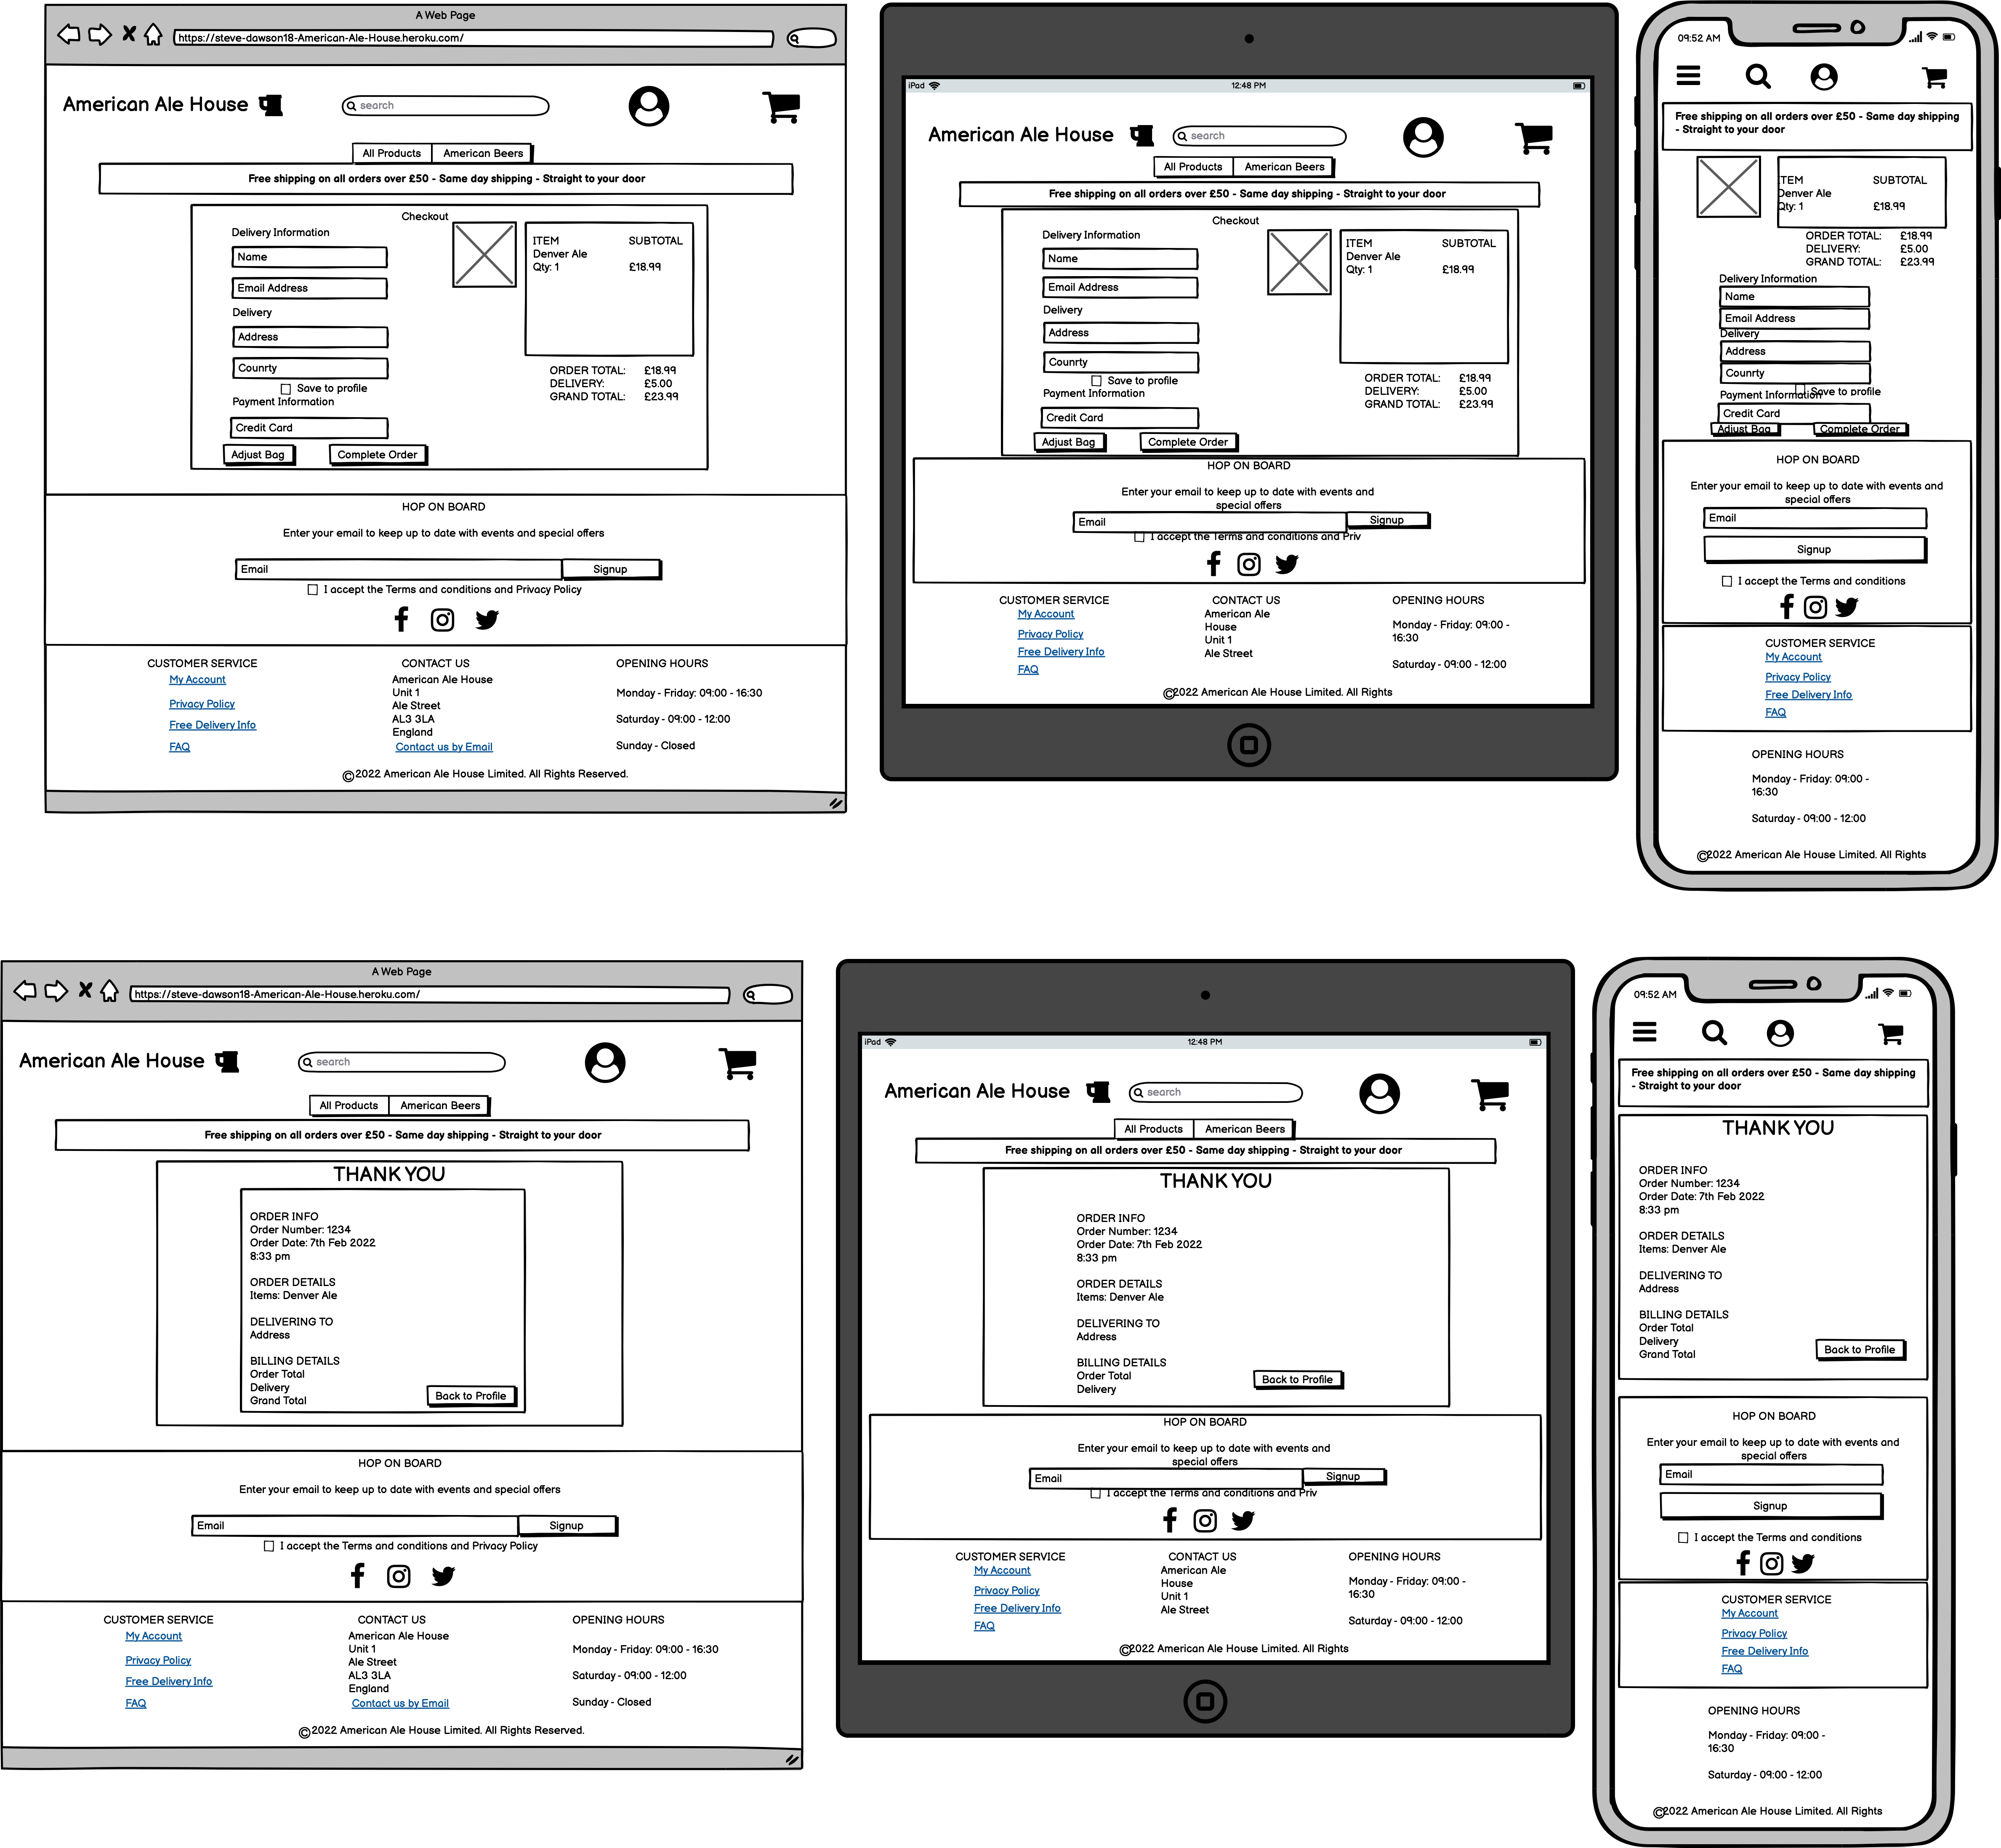 A Web Page
https://steve-dawson18-American-Ale-House.heroku.com/
American Ale House
search
All Products American Beers
Free shipping on all orders over £50 - Same day shipping - Straight to your door
Checkout
Delivery Information
Name
Email Address
Delivery
Address
Counrty
Save to profile
Payment Information
Credit Card
Adjust Bag Complete Order
ITEM SUBTOTAL
Denver Ale
Qty: 1 £18.99
ORDER TOTAL: £18.99
DELIVERY: £5.00
GRAND TOTAL: £23.99
HOP ON BOARD
Enter your email to keep up to date with events and special offers
Email Signup
I accept the Terms and conditions and Privacy Policy
CUSTOMER SERVICE
My Account
Privacy Policy
Free Delivery Info
FAQ
CONTACT US
American Ale House
Unit 1
Ale Street
AL3 3LA
England
Contact us by Email
OPENING HOURS
Monday - Friday: 09:00 - 16:30
Saturday - 09:00 - 12:00
Sunday - Closed
©2022 American Ale House Limited. All Rights Reserved.
iPad 12:48 PM
American Ale House
search
All Products American Beers
Free shipping on all orders over £50 - Same day shipping - Straight to your door
Checkout
Delivery Information
Name
Email Address
Delivery
Address
Counrty
Save to profile
Payment Information
Credit Card
Adjust Bag Complete Order
ITEM SUBTOTAL
Denver Ale
Qty: 1 £18.99
ORDER TOTAL: £18.99
DELIVERY: £5.00
GRAND TOTAL: £23.99
HOP ON BOARD
Enter your email to keep up to date with events and
special offers
Email Signup
I accept the Terms and conditions and Priv
CUSTOMER SERVICE
My Account
Privacy Policy
Free Delivery Info
FAQ
CONTACT US
American Ale
House
Unit 1
Ale Street
OPENING HOURS
Monday - Friday: 09:00 -
16:30
Saturday - 09:00 - 12:00
©2022 American Ale House Limited. All Rights
09:52 AM
Free shipping on all orders over £50 - Same day shipping
- Straight to your door
ITEM SUBTOTAL
Denver Ale
Qty: 1 £18.99
ORDER TOTAL: £18.99
DELIVERY: £5.00
GRAND TOTAL: £23.99
Delivery Information
Name
Email Address
Delivery
Address
Counrty
Save to profile
Payment Information
Credit Card
Adjust Bag Complete Order
HOP ON BOARD
Enter your email to keep up to date with events and
special offers
Email
Signup
I accept the Terms and conditions
CUSTOMER SERVICE
My Account
Privacy Policy
Free Delivery Info
FAQ
OPENING HOURS
Monday - Friday: 09:00 -
16:30
Saturday - 09:00 - 12:00
©2022 American Ale House Limited. All Rights
A Web Page
https://steve-dawson18-American-Ale-House.heroku.com/
American Ale House
search
All Products American Beers
Free shipping on all orders over £50 - Same day shipping - Straight to your door
THANK YOU
ORDER INFO
Order Number: 1234
Order Date: 7th Feb 2022
8:33 pm
ORDER DETAILS
Items: Denver Ale
DELIVERING TO
Address
BILLING DETAILS
Order Total
Delivery
Grand Total
Back to Profile
HOP ON BOARD
Enter your email to keep up to date with events and special offers
Email Signup
I accept the Terms and conditions and Privacy Policy
CUSTOMER SERVICE
My Account
Privacy Policy
Free Delivery Info
FAQ
CONTACT US
American Ale House
Unit 1
Ale Street
AL3 3LA
England
Contact us by Email
OPENING HOURS
Monday - Friday: 09:00 - 16:30
Saturday - 09:00 - 12:00
Sunday - Closed
©2022 American Ale House Limited. All Rights Reserved.
iPad 12:48 PM
American Ale House
search
All Products American Beers
Free shipping on all orders over £50 - Same day shipping - Straight to your door
THANK YOU
ORDER INFO
Order Number: 1234
Order Date: 7th Feb 2022
8:33 pm
ORDER DETAILS
Items: Denver Ale
DELIVERING TO
Address
BILLING DETAILS
Order Total
Delivery
Back to Profile
HOP ON BOARD
Enter your email to keep up to date with events and
special offers
Email Signup
I accept the Terms and conditions and Priv
CUSTOMER SERVICE
My Account
Privacy Policy
Free Delivery Info
FAQ
CONTACT US
American Ale
House
Unit 1
Ale Street
OPENING HOURS
Monday - Friday: 09:00 -
16:30
Saturday - 09:00 - 12:00
©2022 American Ale House Limited. All Rights
09:52 AM
Free shipping on all orders over £50 - Same day shipping
- Straight to your door
THANK YOU
ORDER INFO
Order Number: 1234
Order Date: 7th Feb 2022
8:33 pm
ORDER DETAILS
Items: Denver Ale
DELIVERING TO
Address
BILLING DETAILS
Order Total
Delivery
Grand Total
Back to Profile
HOP ON BOARD
Enter your email to keep up to date with events and
special offers
Email
Signup
I accept the Terms and conditions
CUSTOMER SERVICE
My Account
Privacy Policy
Free Delivery Info
FAQ
OPENING HOURS
Monday - Friday: 09:00 -
16:30
Saturday - 09:00 - 12:00
©2022 American Ale House Limited. All Rights